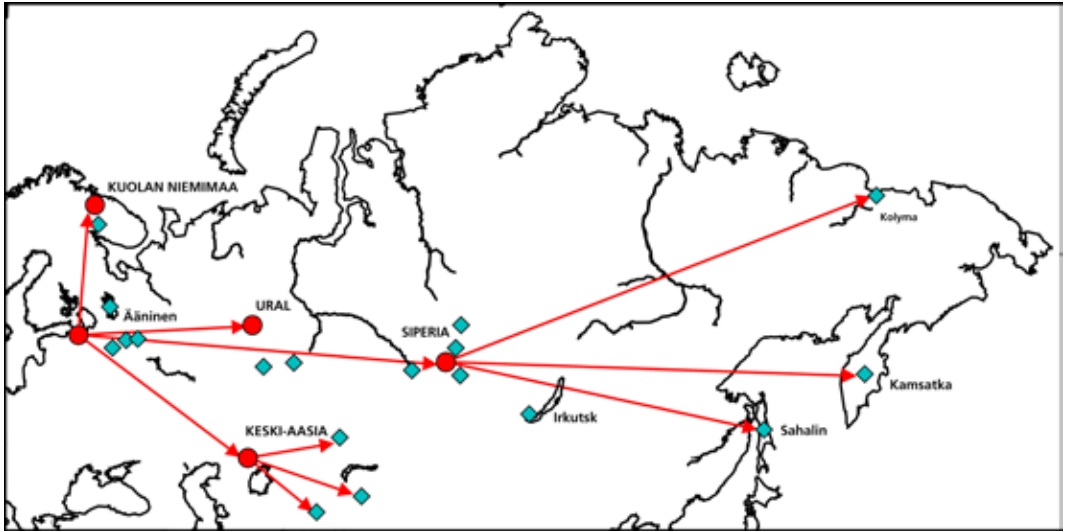 KUOLAN NIEMIMAA
Kolyma
URAL
Ääninen
SIPERIA
Kamsatka
Irkutsk
KESKI-AASIA
Sahalin